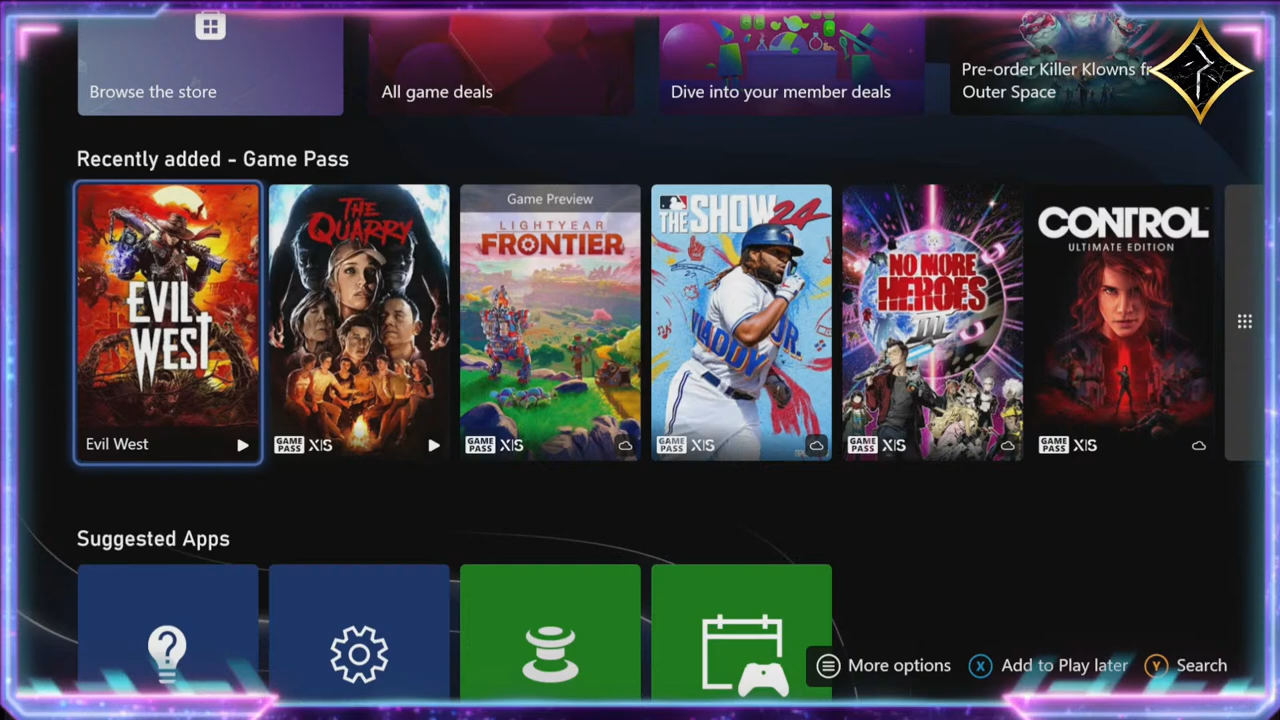 Browse the store
All game deals
Dive into your member deals
Pre-order Killer Klowns fr
Outer Space
Recently added - Game Pass
EVIL
WEST
Evil West
THE
QUARRY
GAME
PASS
X|S
Game Preview
LIGHTYEAR
FRONTIER
GAME
PASS
X|S
THE SHOW 24
VLADDY JR.
GAME
PASS
X|S
NO MORE
HEROES
III
GAME
PASS
X|S
CONTROL
ULTIMATE EDITION
GAME
PASS
X|S
Suggested Apps
More options
X
Add to Play later
Y
Search